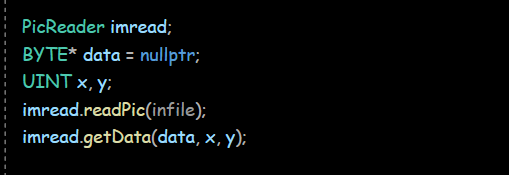 PicReader imread;
BYTE* data = nullptr;
UINT x, y;
imread.readPic(infile);
imread.getData(data, x, y);